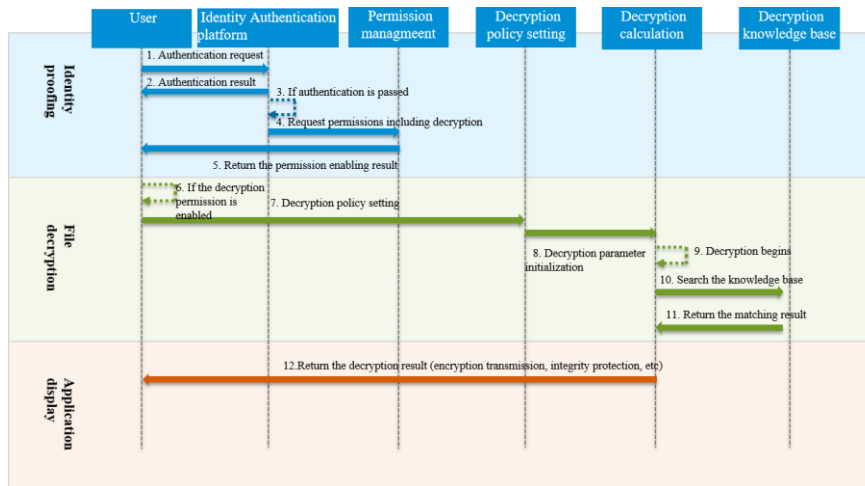 User
Identity Authentication
platform
Permission
managmeent
Decryption
policy setting
Decryption
calculation
Decryption
knowledge base
Identity
proofing
1. Authentication request
2. Authentication result
3. If authentication is passed
4. Request permissions including decryption
5. Return the permission enabling result
File
decryption
6. If the decryption
permission is
enabled
7. Decryption policy setting
8. Decryption parameter
initialization
9. Decryption begins
10. Search the knowledge base
11. Return the matching result
Application
display
12.Return the decryption result (encryption transmission, integrity protection, etc)